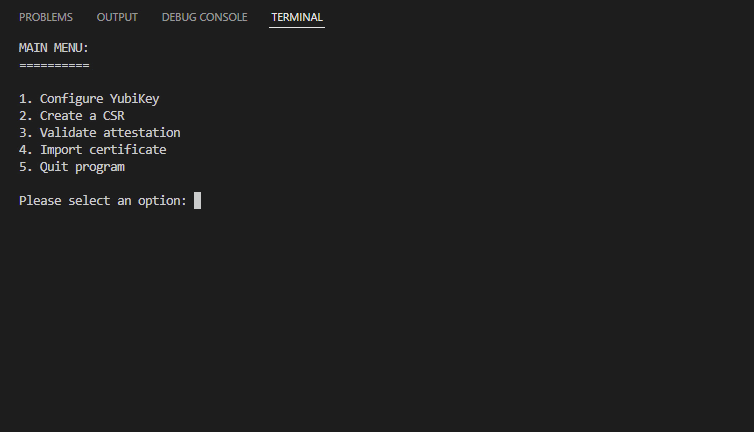 PROBLEMS OUTPUT DEBUG CONSOLE TERMINAL
MAIN MENU:
==========
1. Configure YubiKey
2. Create a CSR
3. Validate attestation
4. Import certificate
5. Quit program
Please select an option: